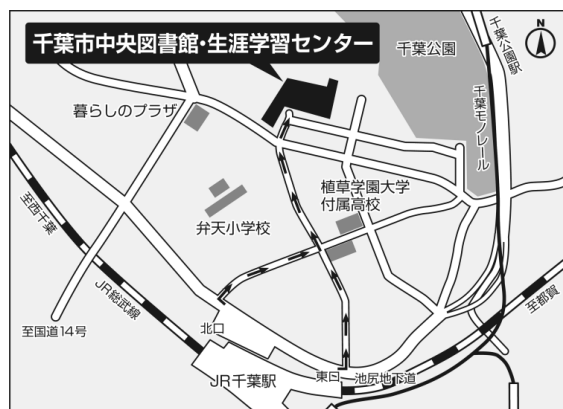 N
千葉市中央図書館・生涯学習センター
千葉公園
千葉公園駅
千葉モノレール
暮らしのプラザ
植草学園大学
付属高校
弁天小学校
至西千葉
JR総武線
至国道14号
北口
JR千葉駅
東口
池尻地下道
至都賀